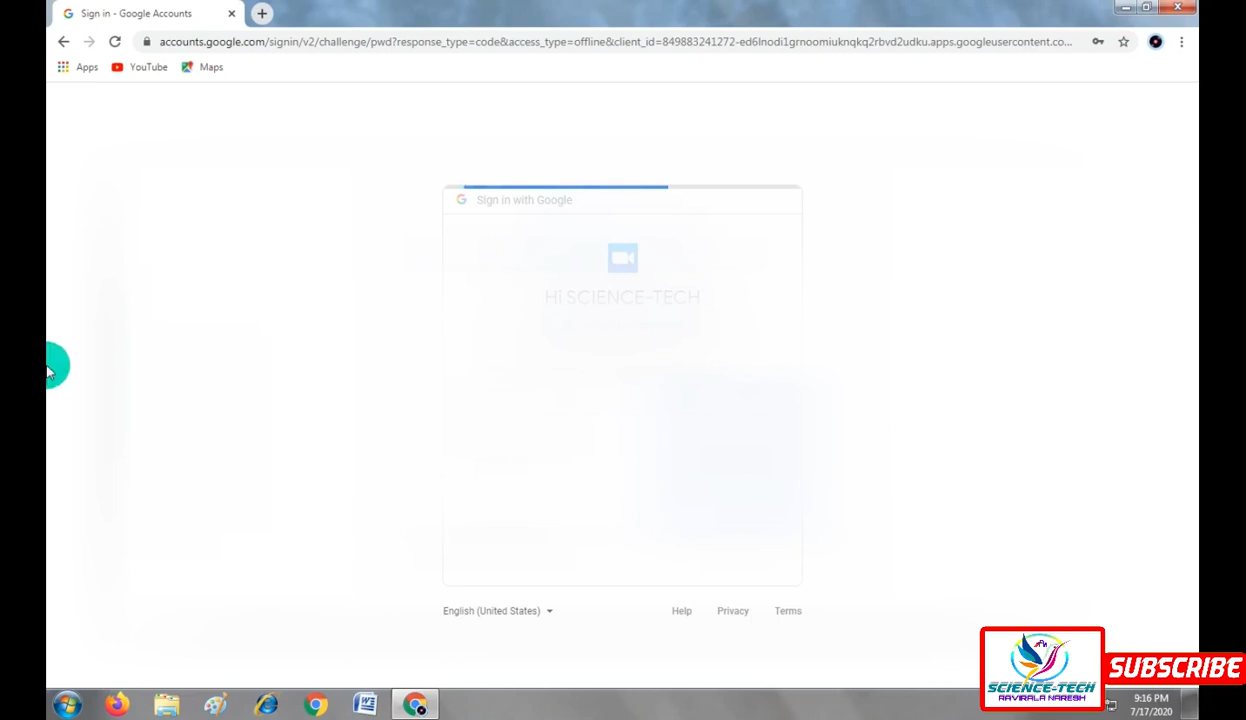 Sign in - Google Accounts
accounts.google.com/signin/v2/challenge/pwd?response_type=code&access_type=offline&client_id=849883241272-ed6lnodi1grnoomiuknqkq2rbvd2udku.apps.googleusercontent.co...
Apps
YouTube
Maps
Sign in with Google
Hi SCIENCE-TECH
English (United States)
Help
Privacy
Terms
SCIENCE-TECH
RAVIRALA NARESH
SUBSCRIBE
9:16 PM
7/17/2020